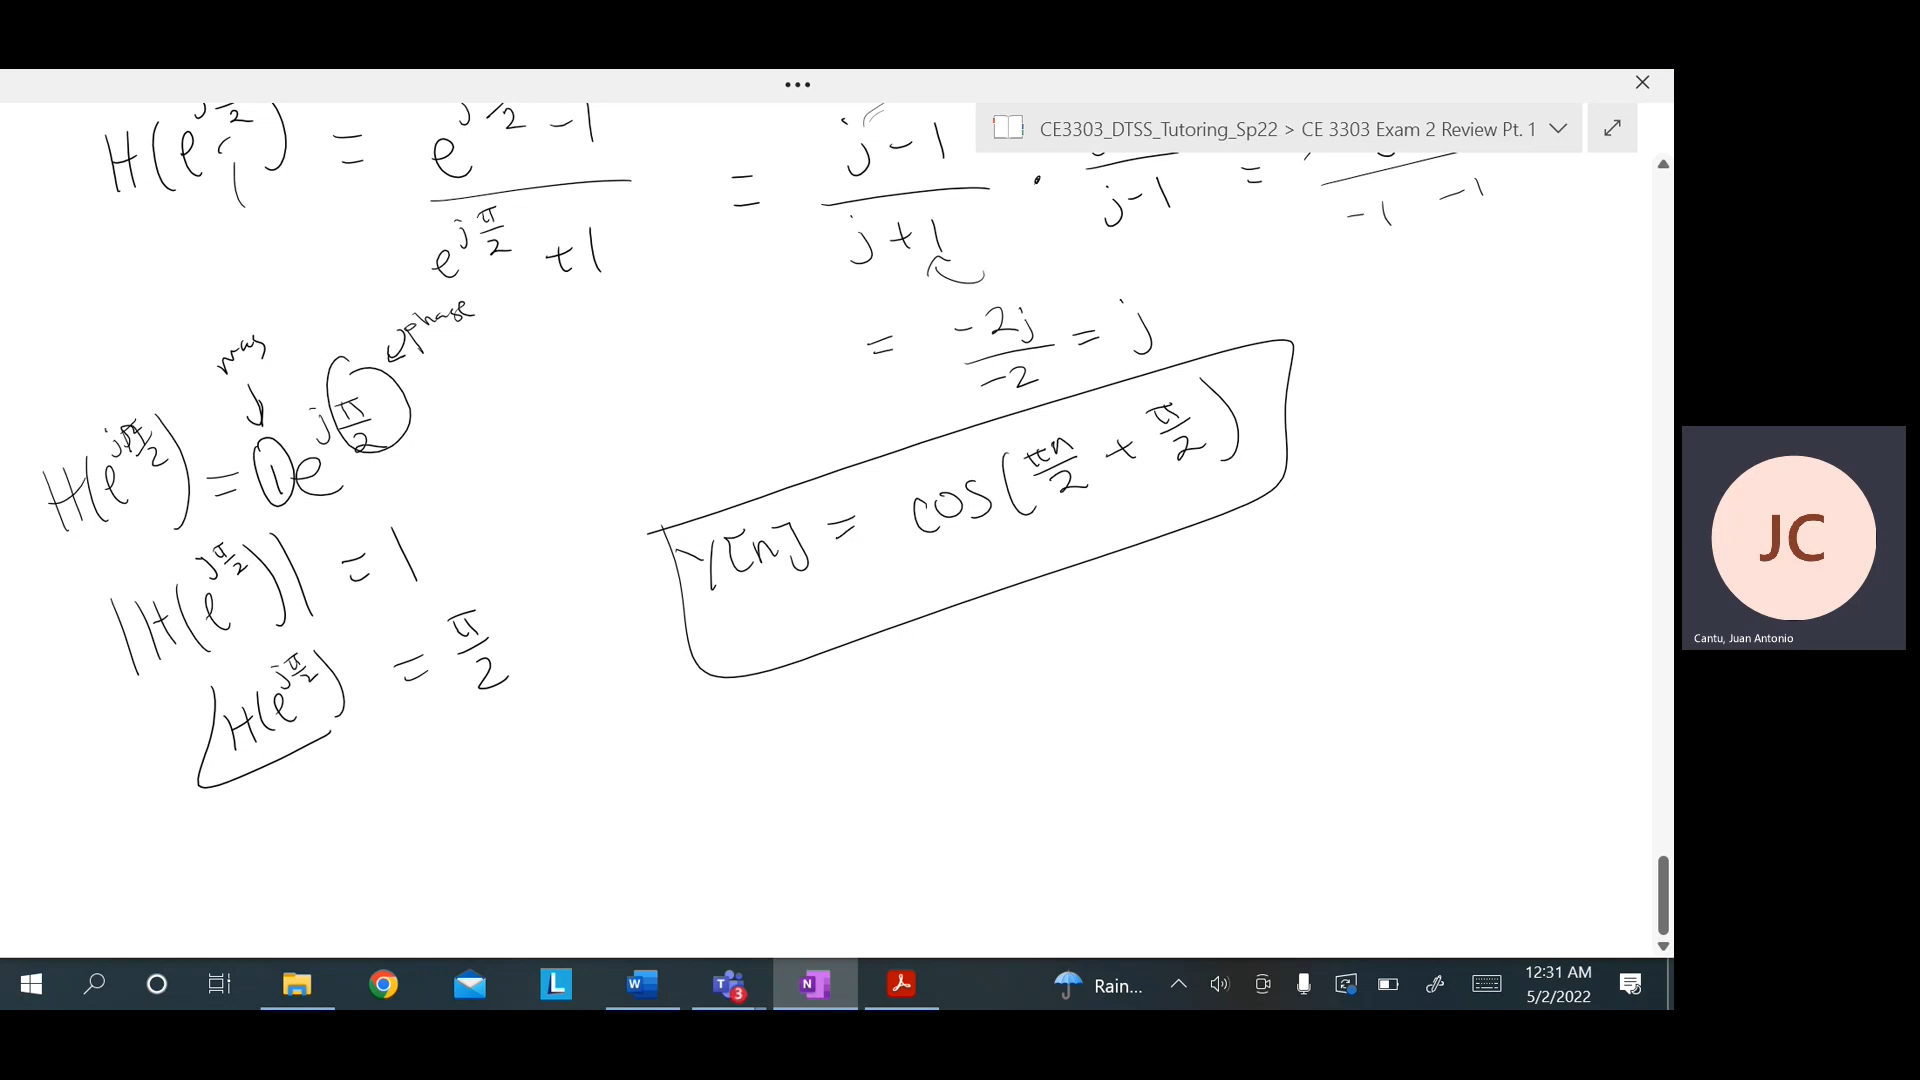 CE3303_DTSS_Tutoring_Sp22 > CE 3303 Exam 2 Review Pt. 1
H(e^{jπ/2}) = (e^{jπ/2} - 1)/(e^{jπ/2} + 1) = (j - 1)/(j + 1) · /(j - 1) = /(-1 -1)
= -2j/-2 = j
mag
phase
H(e^{jπ/2}) = 1e^{jπ/2}
|H(e^{jπ/2})| = 1
∠H(e^{jπ/2}) = π/2
Y[n] = cos(πn/2 + π/2)
JC
Cantu, Juan Antonio
Rain...
12:31 AM
5/2/2022